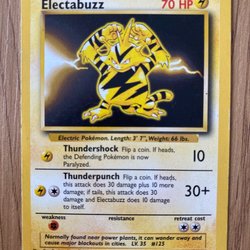 Electabuzz 70 HP
Electric Pokémon. Length: 3' 7", Weight: 66 lbs.
Thundershock Flip a coin. If heads,
the Defending Pokémon is now
Paralyzed.
10
Thunderpunch Flip a coin. If heads,
this attack does 30 damage plus 10
more damage; if tails, this attack
does 30 damage and Electabuzz does 10 damage
to itself.
30+
weakness resistance retreat cost
-30
Normally found near power plants, it can wander away and
cause major blackouts in cities. LV. 35 #125